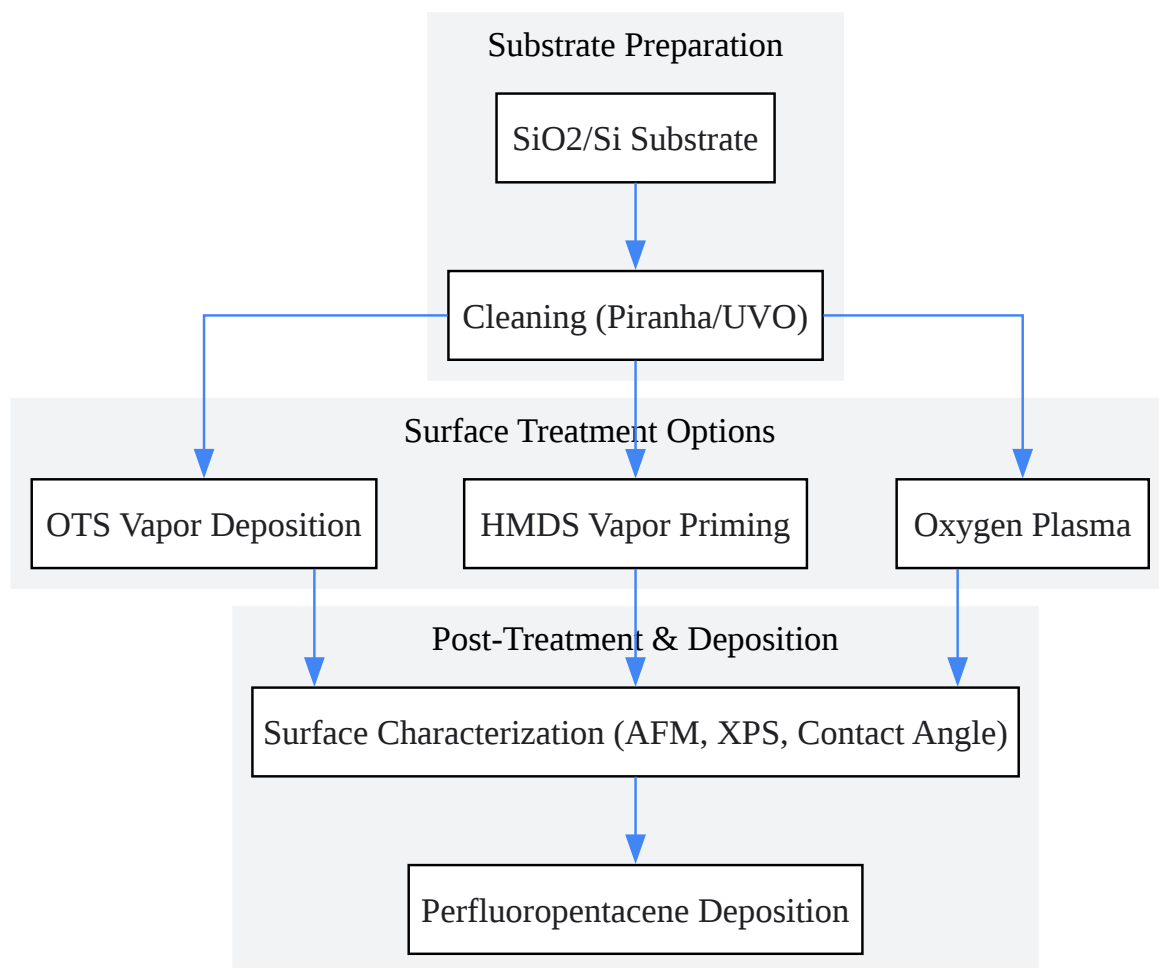 Substrate Preparation
SiO2/Si Substrate
Cleaning (Piranha/UVO)
Surface Treatment Options
OTS Vapor Deposition
HMDS Vapor Priming
Oxygen Plasma
Post-Treatment & Deposition
Surface Characterization (AFM, XPS, Contact Angle)
Perfluoropentacene Deposition